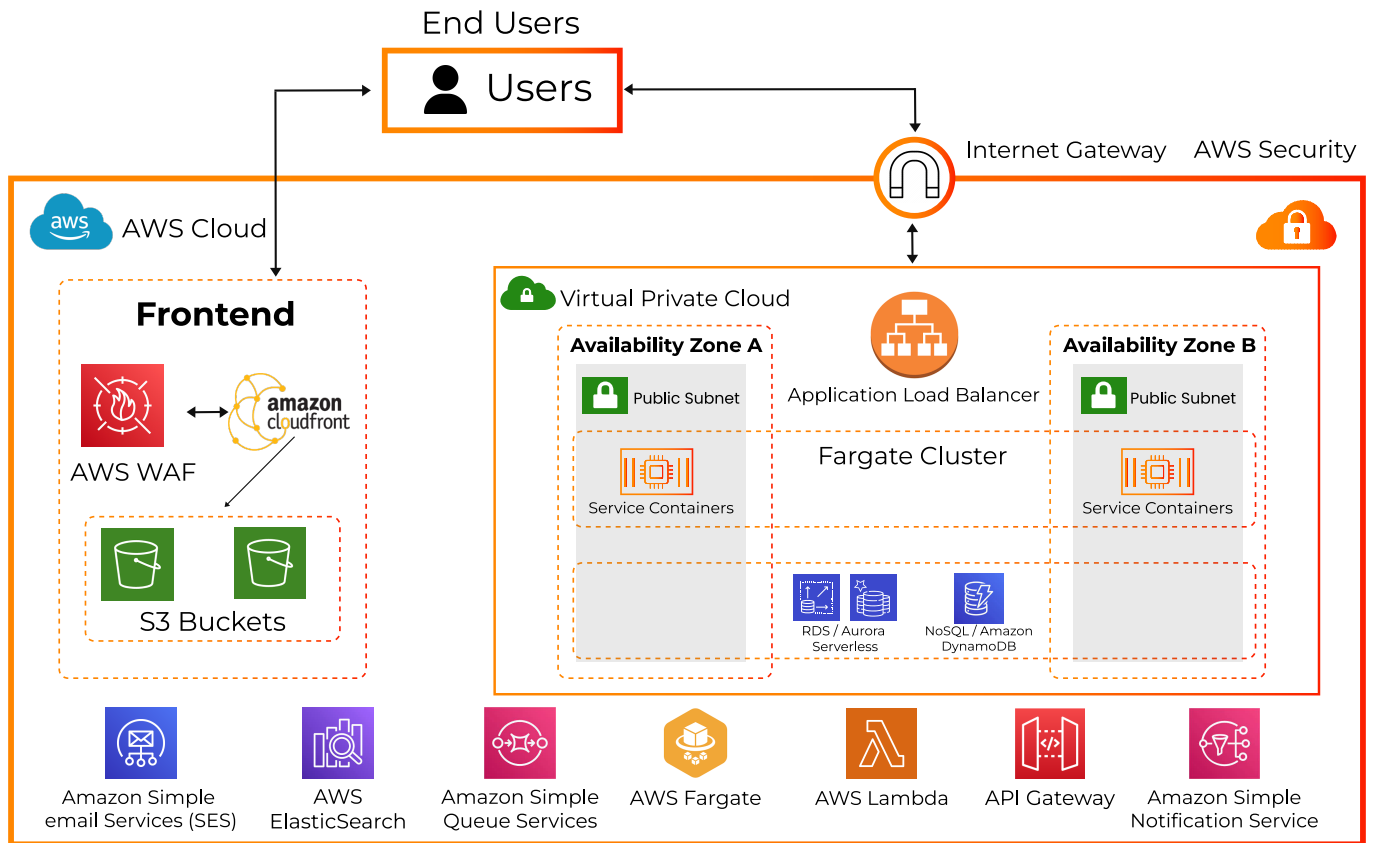 End Users
Users
Internet Gateway
AWS Security
aws
AWS Cloud
Frontend
AWS WAF
amazon
cloudfront
S3 Buckets
Virtual Private Cloud
Availability Zone A
Public Subnet
Application Load Balancer
Availability Zone B
Public Subnet
Fargate Cluster
Service Containers
Service Containers
RDS / Aurora
Serverless
NoSQL / Amazon
DynamoDB
Amazon Simple
email Services (SES)
AWS
ElasticSearch
Amazon Simple
Queue Services
AWS Fargate
AWS Lambda
</>
API Gateway
Amazon Simple
Notification Service